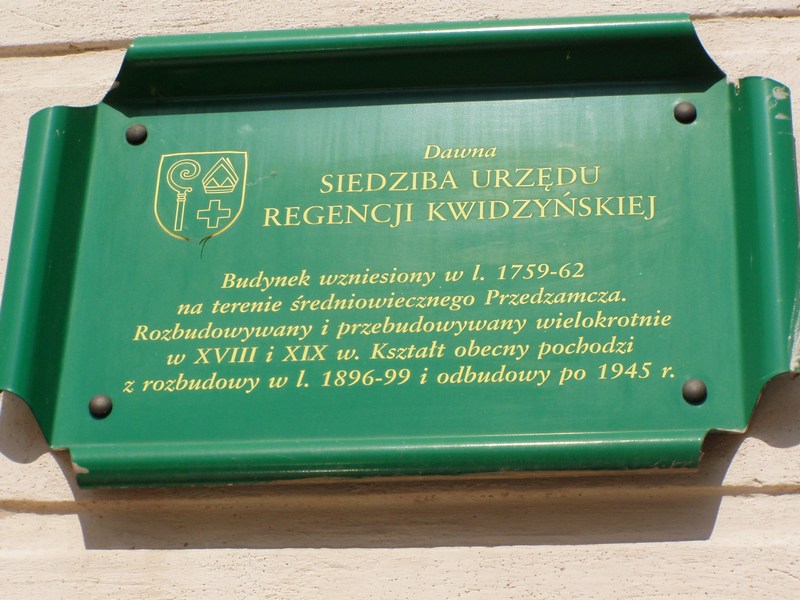 Dawna
SIEDZIBA URZĘDU
REGENCJI KWIDZYŃSKIEJ
Budynek wzniesiony w l. 1759-62
na terenie średniowiecznego Przedzamcza.
Rozbudowywany i przebudowywany wielokrotnie
w XVIII i XIX w. Kształt obecny pochodzi
z rozbudowy w l. 1896-99 i odbudowy po 1945 r.